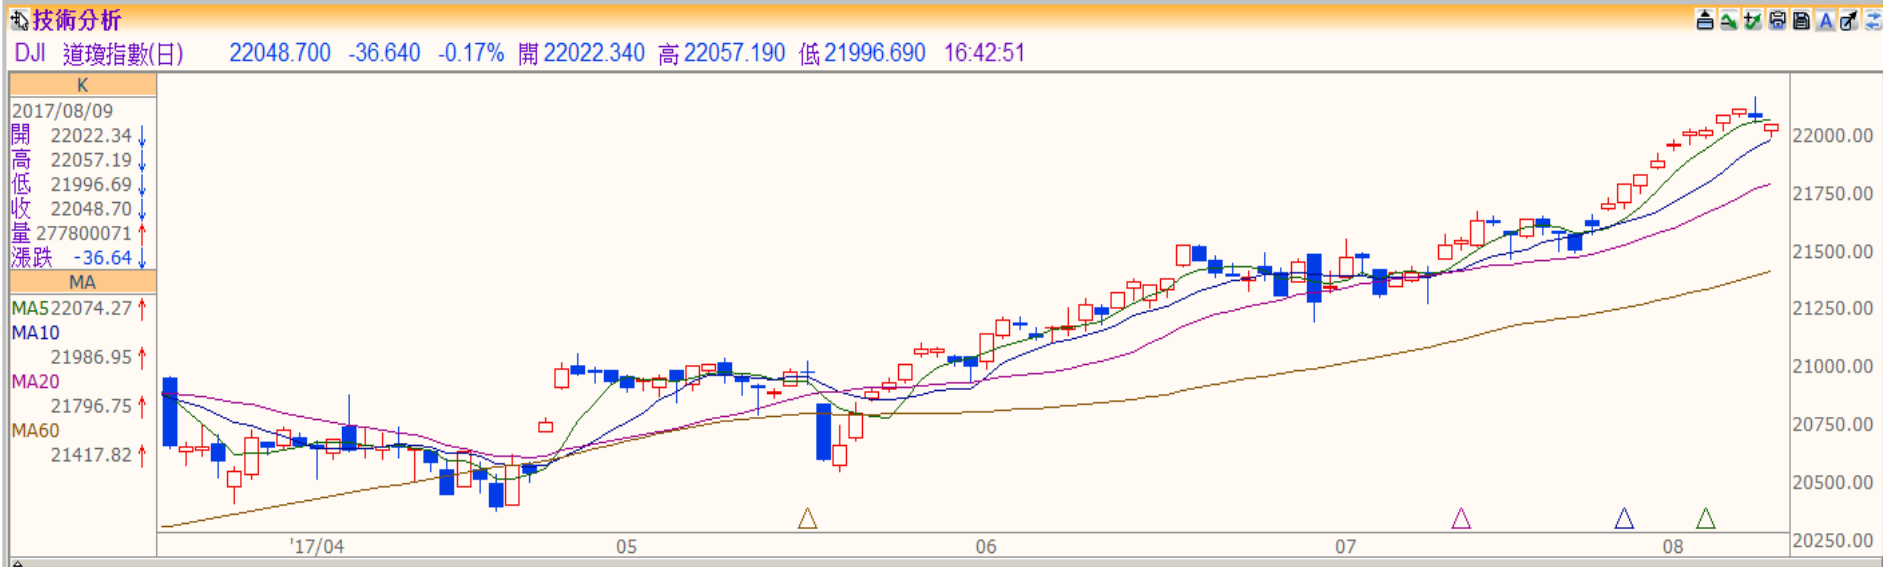 技術分析
DJI 道瓊指數(日) 22048.700 -36.640 -0.17% 開 22022.340 高 22057.190 低 21996.690 16:42:51
K
2017/08/09
開 22022.34 ↓
高 22057.19 ↓
低 21996.69 ↓
收 22048.70 ↓
量 277800071 ↑
漲跌 -36.64 ↓
MA
MA5 22074.27 ↑
MA10
21986.95 ↑
MA20
21796.75 ↑
MA60
21417.82 ↑
22000.00
21750.00
21500.00
21250.00
21000.00
20750.00
20500.00
20250.00
'17/04 05 06 07 08
A